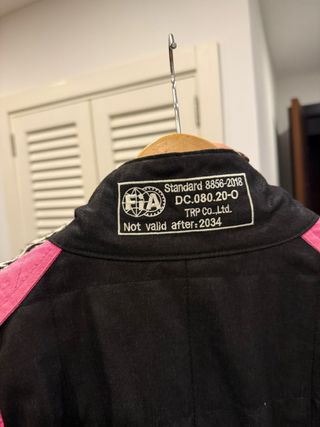 FiA
Standard 8856-2018
DC.080.20-O
TRP Co.,Ltd.
Not valid after: 2034